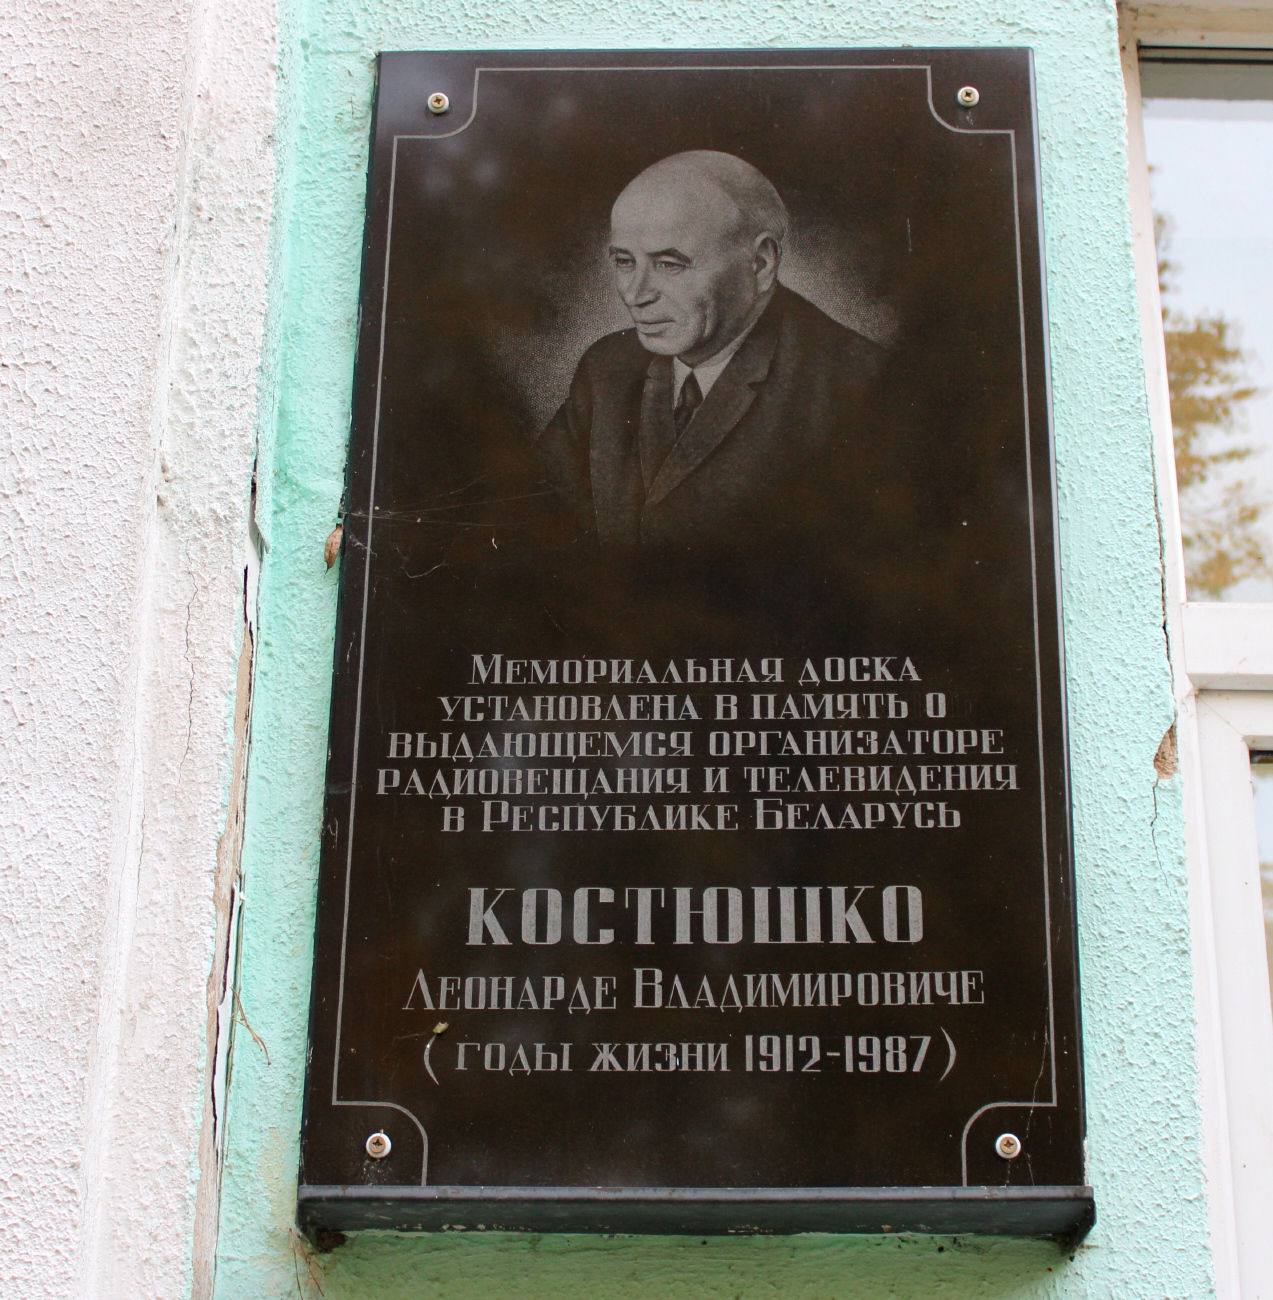 Мемориальная доска
установлена в память о
выдающемся организаторе
радиовещания и телевидения
в Республике Беларусь
КОСТЮШКО
Леонарде Владимировиче
( годы жизни 1912-1987)